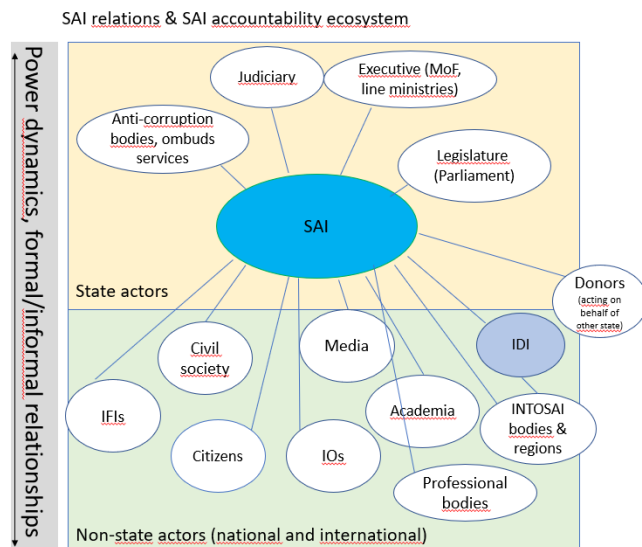 SAI relations & SAI accountability ecosystem
Power dynamics, formal/informal relationships
Judiciary
Executive (MoF,
line ministries)
Anti-corruption
bodies, ombuds
services
Legislature
(Parliament)
SAI
State actors
Donors
(acting on
behalf of
other state)
Civil
society
Media
IDI
IFIs
Academia
INTOSAI
bodies &
regions
Citizens
IOs
Professional
bodies
Non-state actors (national and international)